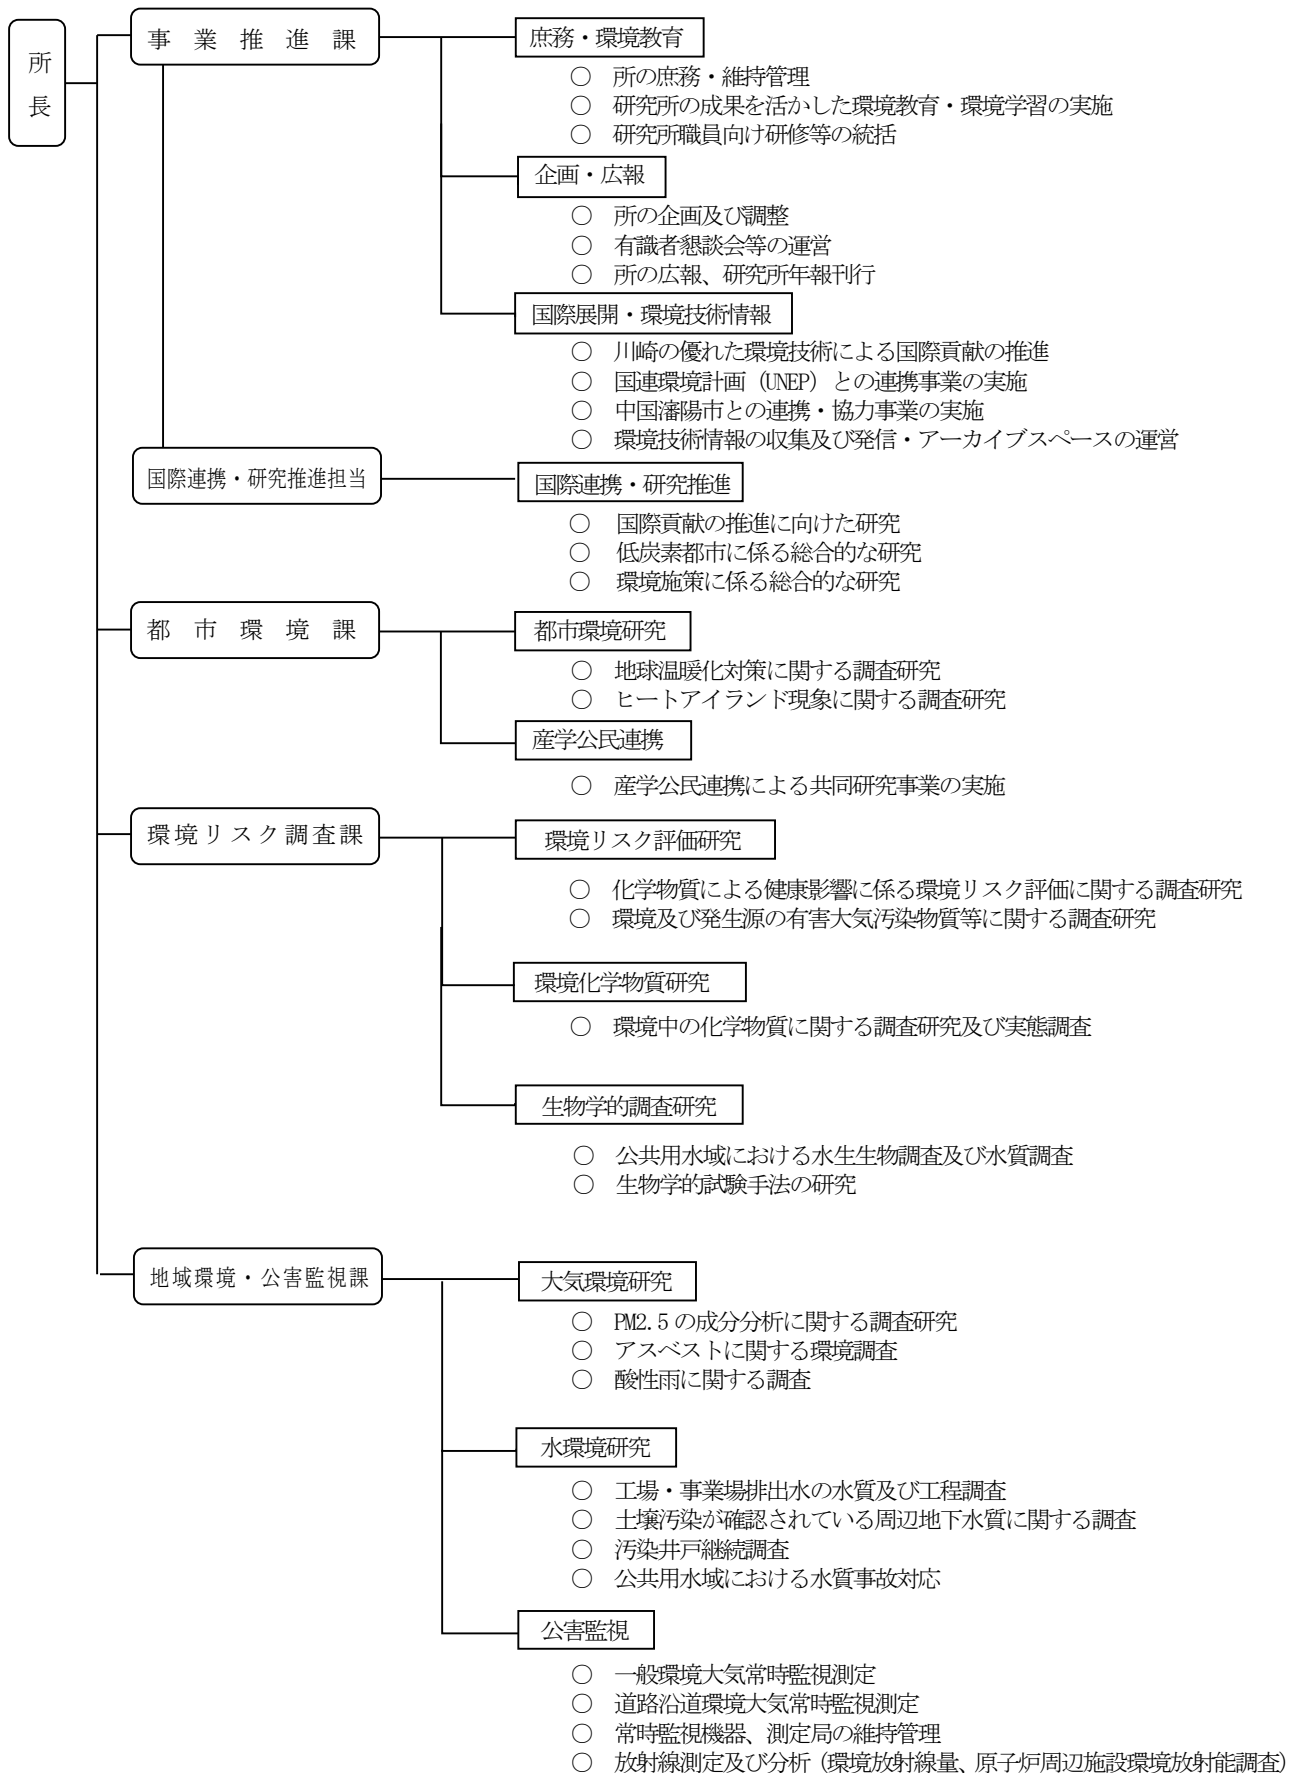 所長
事業推進課
庶務・環境教育
○ 所の庶務・維持管理
○ 研究所の成果を活かした環境教育・環境学習の実施
○ 研究所職員向け研修等の統括
企画・広報
○ 所の企画及び調整
○ 有識者懇談会等の運営
○ 所の広報、研究所年報刊行
国際展開・環境技術情報
○ 川崎の優れた環境技術による国際貢献の推進
○ 国連環境計画（UNEP）との連携事業の実施
○ 中国瀋陽市との連携・協力事業の実施
○ 環境技術情報の収集及び発信・アーカイブスペースの運営
国際連携・研究推進担当
国際連携・研究推進
○ 国際貢献の推進に向けた研究
○ 低炭素都市に係る総合的な研究
○ 環境施策に係る総合的な研究
都市環境課
都市環境研究
○ 地球温暖化対策に関する調査研究
○ ヒートアイランド現象に関する調査研究
産学公民連携
○ 産学公民連携による共同研究事業の実施
環境リスク調査課
環境リスク評価研究
○ 化学物質による健康影響に係る環境リスク評価に関する調査研究
○ 環境及び発生源の有害大気汚染物質等に関する調査研究
環境化学物質研究
○ 環境中の化学物質に関する調査研究及び実態調査
生物学的調査研究
○ 公共用水域における水生生物調査及び水質調査
○ 生物学的試験手法の研究
地域環境・公害監視課
大気環境研究
○ PM2.5の成分分析に関する調査研究
○ アスベストに関する環境調査
○ 酸性雨に関する調査
水環境研究
○ 工場・事業場排出水の水質及び工程調査
○ 土壌汚染が確認されている周辺地下水質に関する調査
○ 汚染井戸継続調査
○ 公共用水域における水質事故対応
公害監視
○ 一般環境大気常時監視測定
○ 道路沿道環境大気常時監視測定
○ 常時監視機器、測定局の維持管理
○ 放射線測定及び分析（環境放射線量、原子炉周辺施設環境放射能調査）